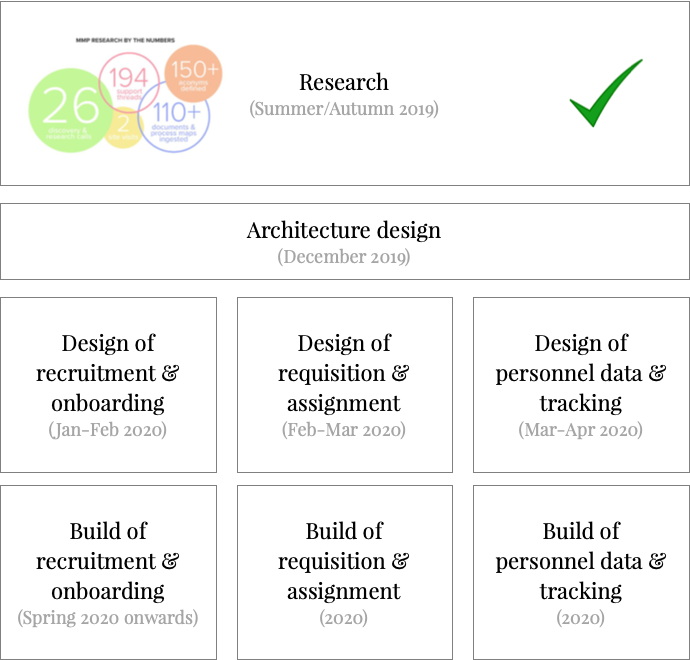 MMP RESEARCH BY THE NUMBERS
26
discovery &
research calls
194
support
threads
150+
acronyms
defined
2
site visits
110+
documents &
process maps
ingested
Research
(Summer/Autumn 2019)
Architecture design
(December 2019)
Design of
recruitment &
onboarding
(Jan-Feb 2020)
Design of
requisition &
assignment
(Feb-Mar 2020)
Design of
personnel data &
tracking
(Mar-Apr 2020)
Build of
recruitment &
onboarding
(Spring 2020 onwards)
Build of
requisition &
assignment
(2020)
Build of
personnel data &
tracking
(2020)